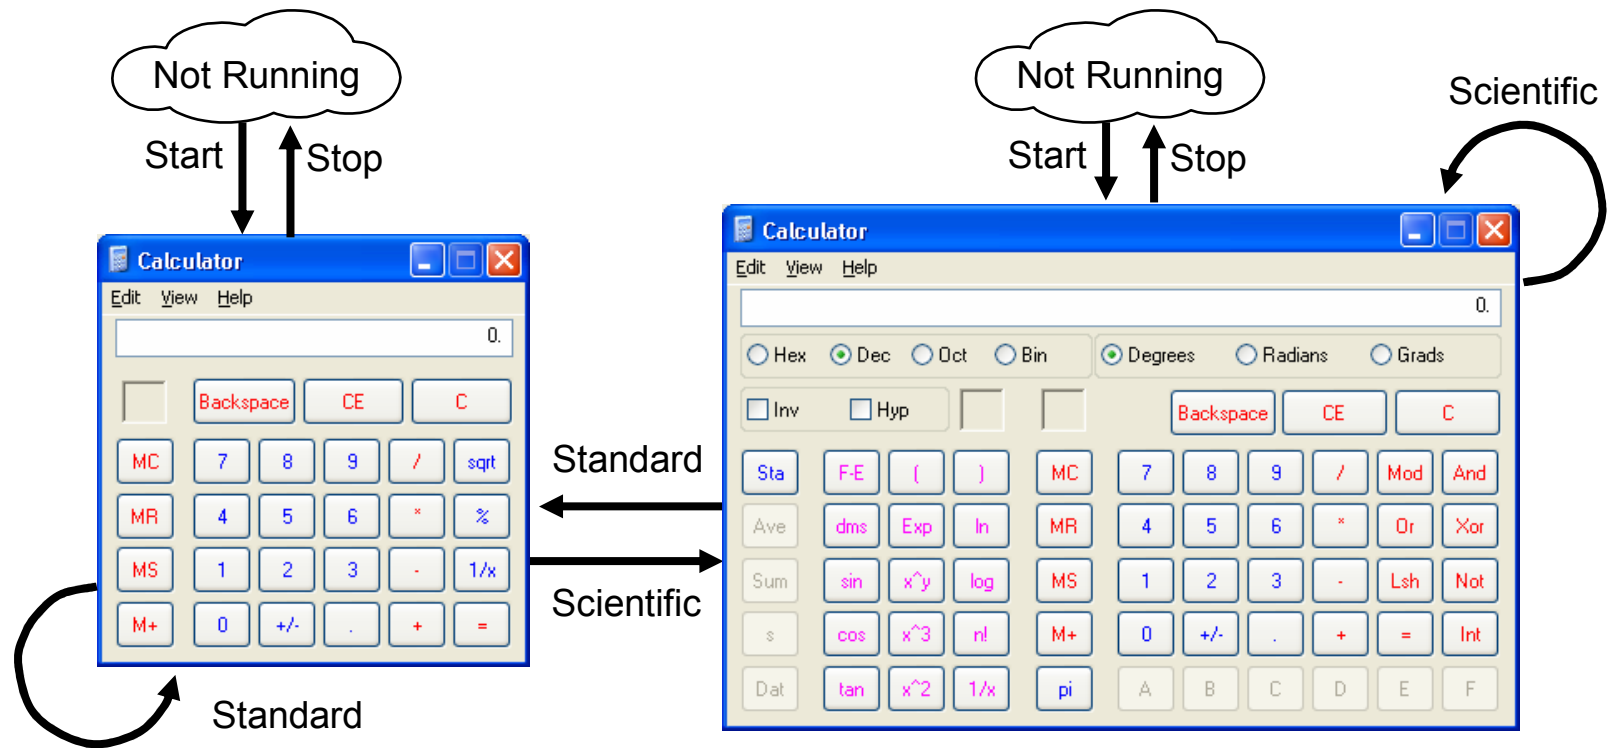 Not Running
Start
Stop
Calculator
Edit View Help
0.
Backspace CE C
MC 7 8 9 / sqrt
MR 4 5 6 * %
MS 1 2 3 - 1/x
M+ 0 +/- . + =
Standard
Standard
Scientific
Not Running
Start
Stop
Scientific
Calculator
Edit View Help
0.
Hex Dec Oct Bin Degrees Radians Grads
Inv Hyp Backspace CE C
Sta F-E ( ) MC 7 8 9 / Mod And
Ave dms Exp ln MR 4 5 6 * Or Xor
Sum sin x^y log MS 1 2 3 - Lsh Not
s cos x^3 n! M+ 0 +/- . + = Int
Dat tan x^2 1/x pi A B C D E F